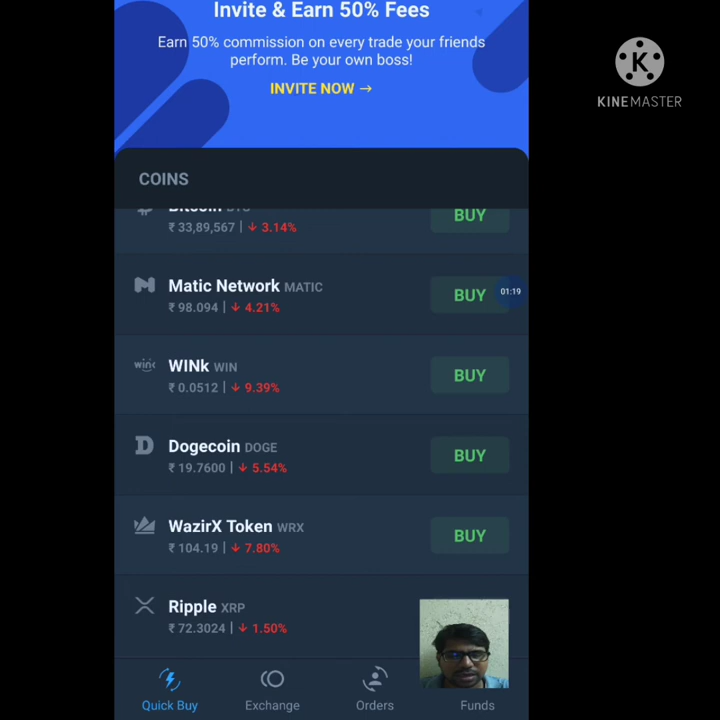 Invite & Earn 50% Fees
Earn 50% commission on every trade your friends
perform. Be your own boss!
INVITE NOW →
KINEMASTER
COINS
Bitcoin BTC
₹ 33,89,567 | ↓ 3.14%
BUY
Matic Network MATIC
₹ 98.094 | ↓ 4.21%
BUY
01:19
WINk WIN
₹ 0.0512 | ↓ 9.39%
BUY
Dogecoin DOGE
₹ 19.7600 | ↓ 5.54%
BUY
WazirX Token WRX
₹ 104.19 | ↓ 7.80%
BUY
Ripple XRP
₹ 72.3024 | ↓ 1.50%
Quick Buy
Exchange
Orders
Funds